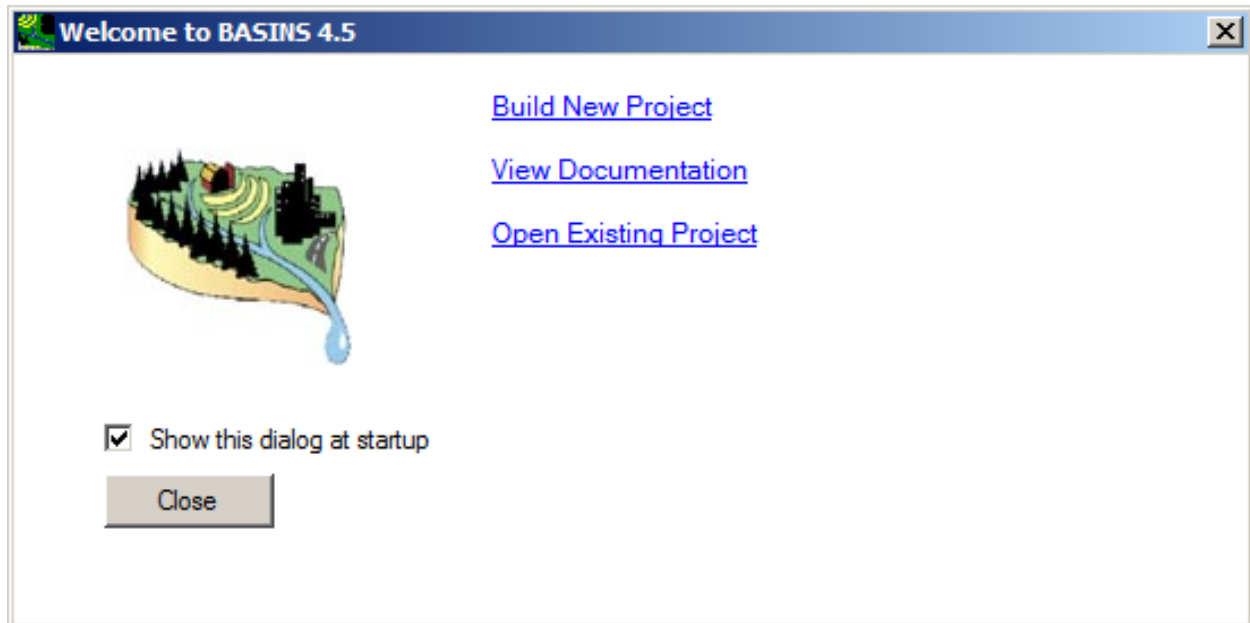 Welcome to BASINS 4.5
Build New Project
View Documentation
Open Existing Project
Show this dialog at startup
Close